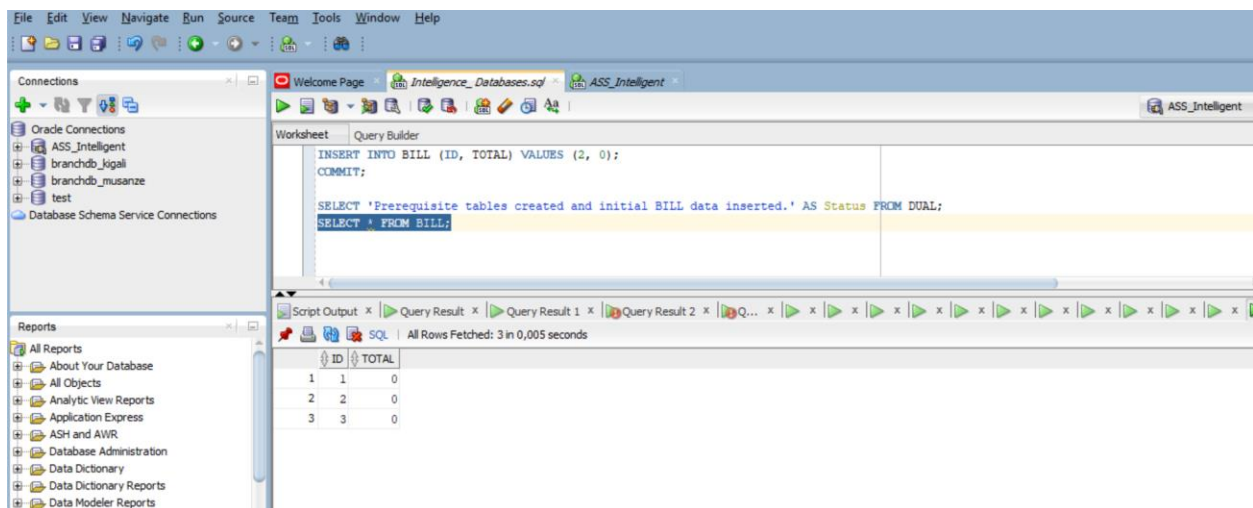 File Edit View Navigate Run Source Team Tools Window Help
Connections
Oracle Connections
ASS_Intelligent
branchdb_kigali
branchdb_musanze
test
Database Schema Service Connections
Reports
All Reports
About Your Database
All Objects
Analytic View Reports
Application Express
ASH and AWR
Database Administration
Data Dictionary
Data Dictionary Reports
Data Modeler Reports
Welcome Page Intelligence_Databases.sql ASS_Intelligent
ASS_Intelligent
Worksheet Query Builder
INSERT INTO BILL (ID, TOTAL) VALUES (2, 0);
COMMIT;
SELECT 'Prerequisite tables created and initial BILL data inserted.' AS Status FROM DUAL;
SELECT * FROM BILL;
Script Output x Query Result x Query Result 1 x Query Result 2 x Q... x x x x x x x x x x
SQL | All Rows Fetched: 3 in 0,005 seconds
ID TOTAL
1 1 0
2 2 0
3 3 0